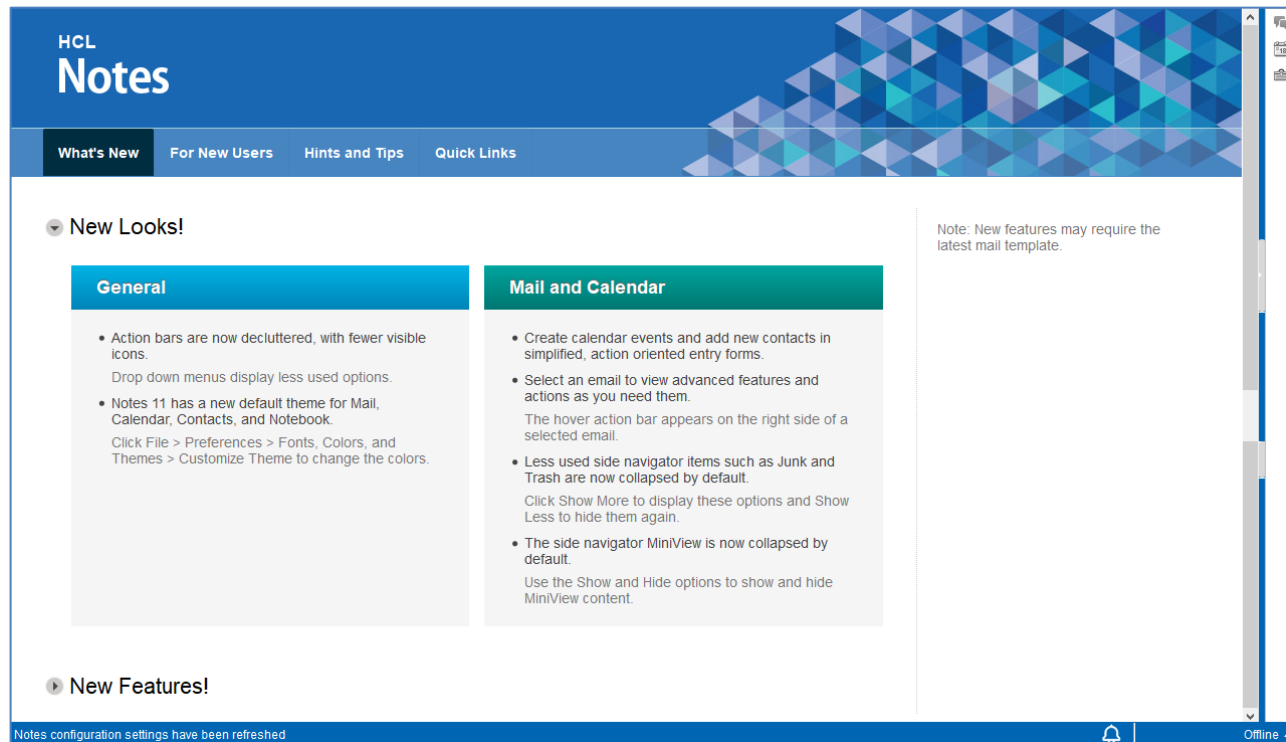 HCL
Notes
What's New
For New Users
Hints and Tips
Quick Links
New Looks!
General
Action bars are now decluttered, with fewer visible
icons.
Drop down menus display less used options.
Notes 11 has a new default theme for Mail,
Calendar, Contacts, and Notebook.
Click File > Preferences > Fonts, Colors, and
Themes > Customize Theme to change the colors.
Mail and Calendar
Create calendar events and add new contacts in
simplified, action oriented entry forms.
Select an email to view advanced features and
actions as you need them.
The hover action bar appears on the right side of a
selected email.
Less used side navigator items such as Junk and
Trash are now collapsed by default.
Click Show More to display these options and Show
Less to hide them again.
The side navigator MiniView is now collapsed by
default.
Use the Show and Hide options to show and hide
MiniView content.
Note: New features may require the
latest mail template.
New Features!
Notes configuration settings have been refreshed
Offline